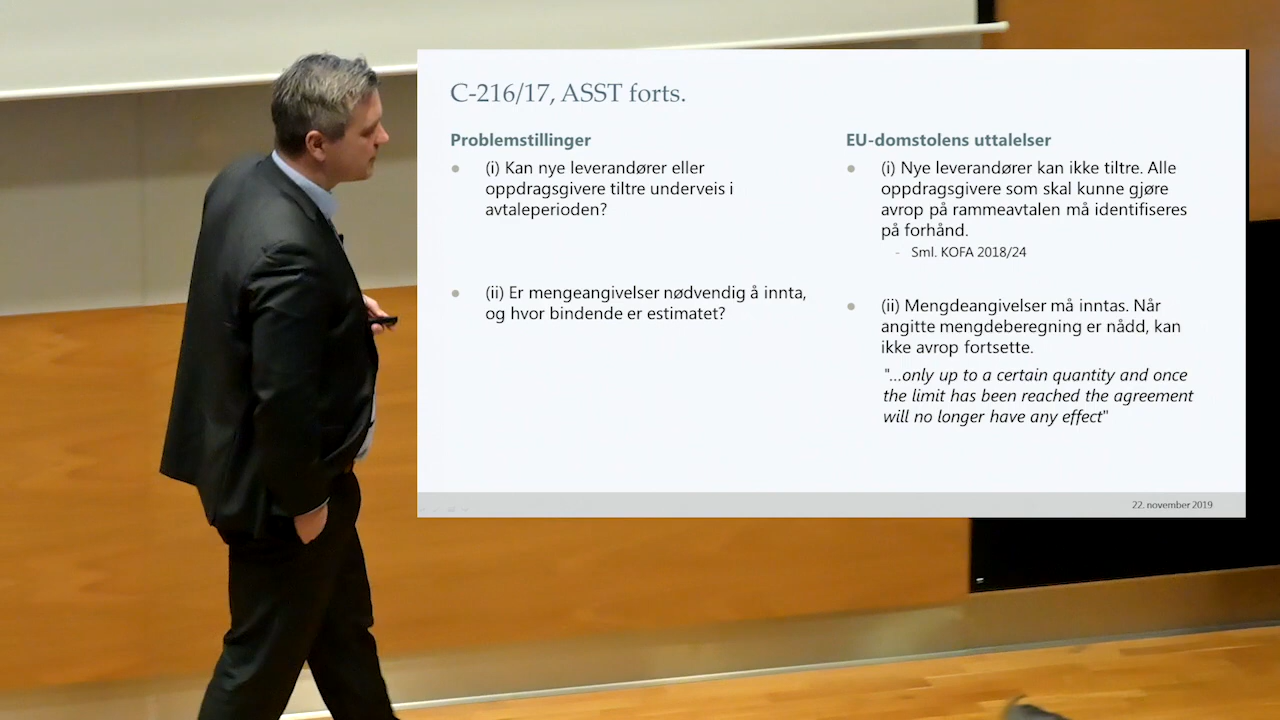 C-216/17, ASST forts.
Problemstillinger
(i) Kan nye leverandører eller
oppdragsgivere tiltre underveis i
avtaleperioden?
(ii) Er mengeangivelser nødvendig å innta,
og hvor bindende er estimatet?
EU-domstolens uttalelser
(i) Nye leverandører kan ikke tiltre. Alle
oppdragsgivere som skal kunne gjøre
avrop på rammeavtalen må identifiseres
på forhånd.
- Sml. KOFA 2018/24
(ii) Mengdeangivelser må inntas. Når
angitte mengdeberegning er nådd, kan
ikke avrop fortsette.
"...only up to a certain quantity and once
the limit has been reached the agreement
will no longer have any effect"
22. november 2019